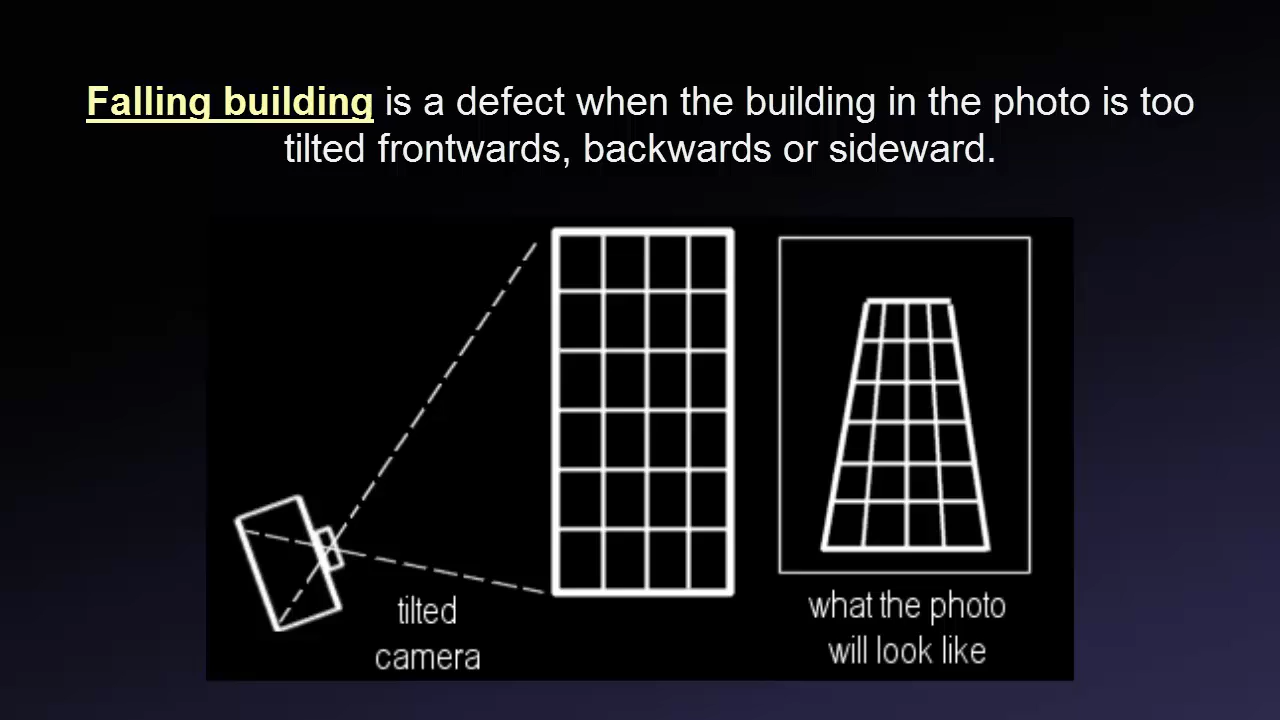 Falling building is a defect when the building in the photo is too
tilted frontwards, backwards or sideward.
tilted
camera
what the photo
will look like